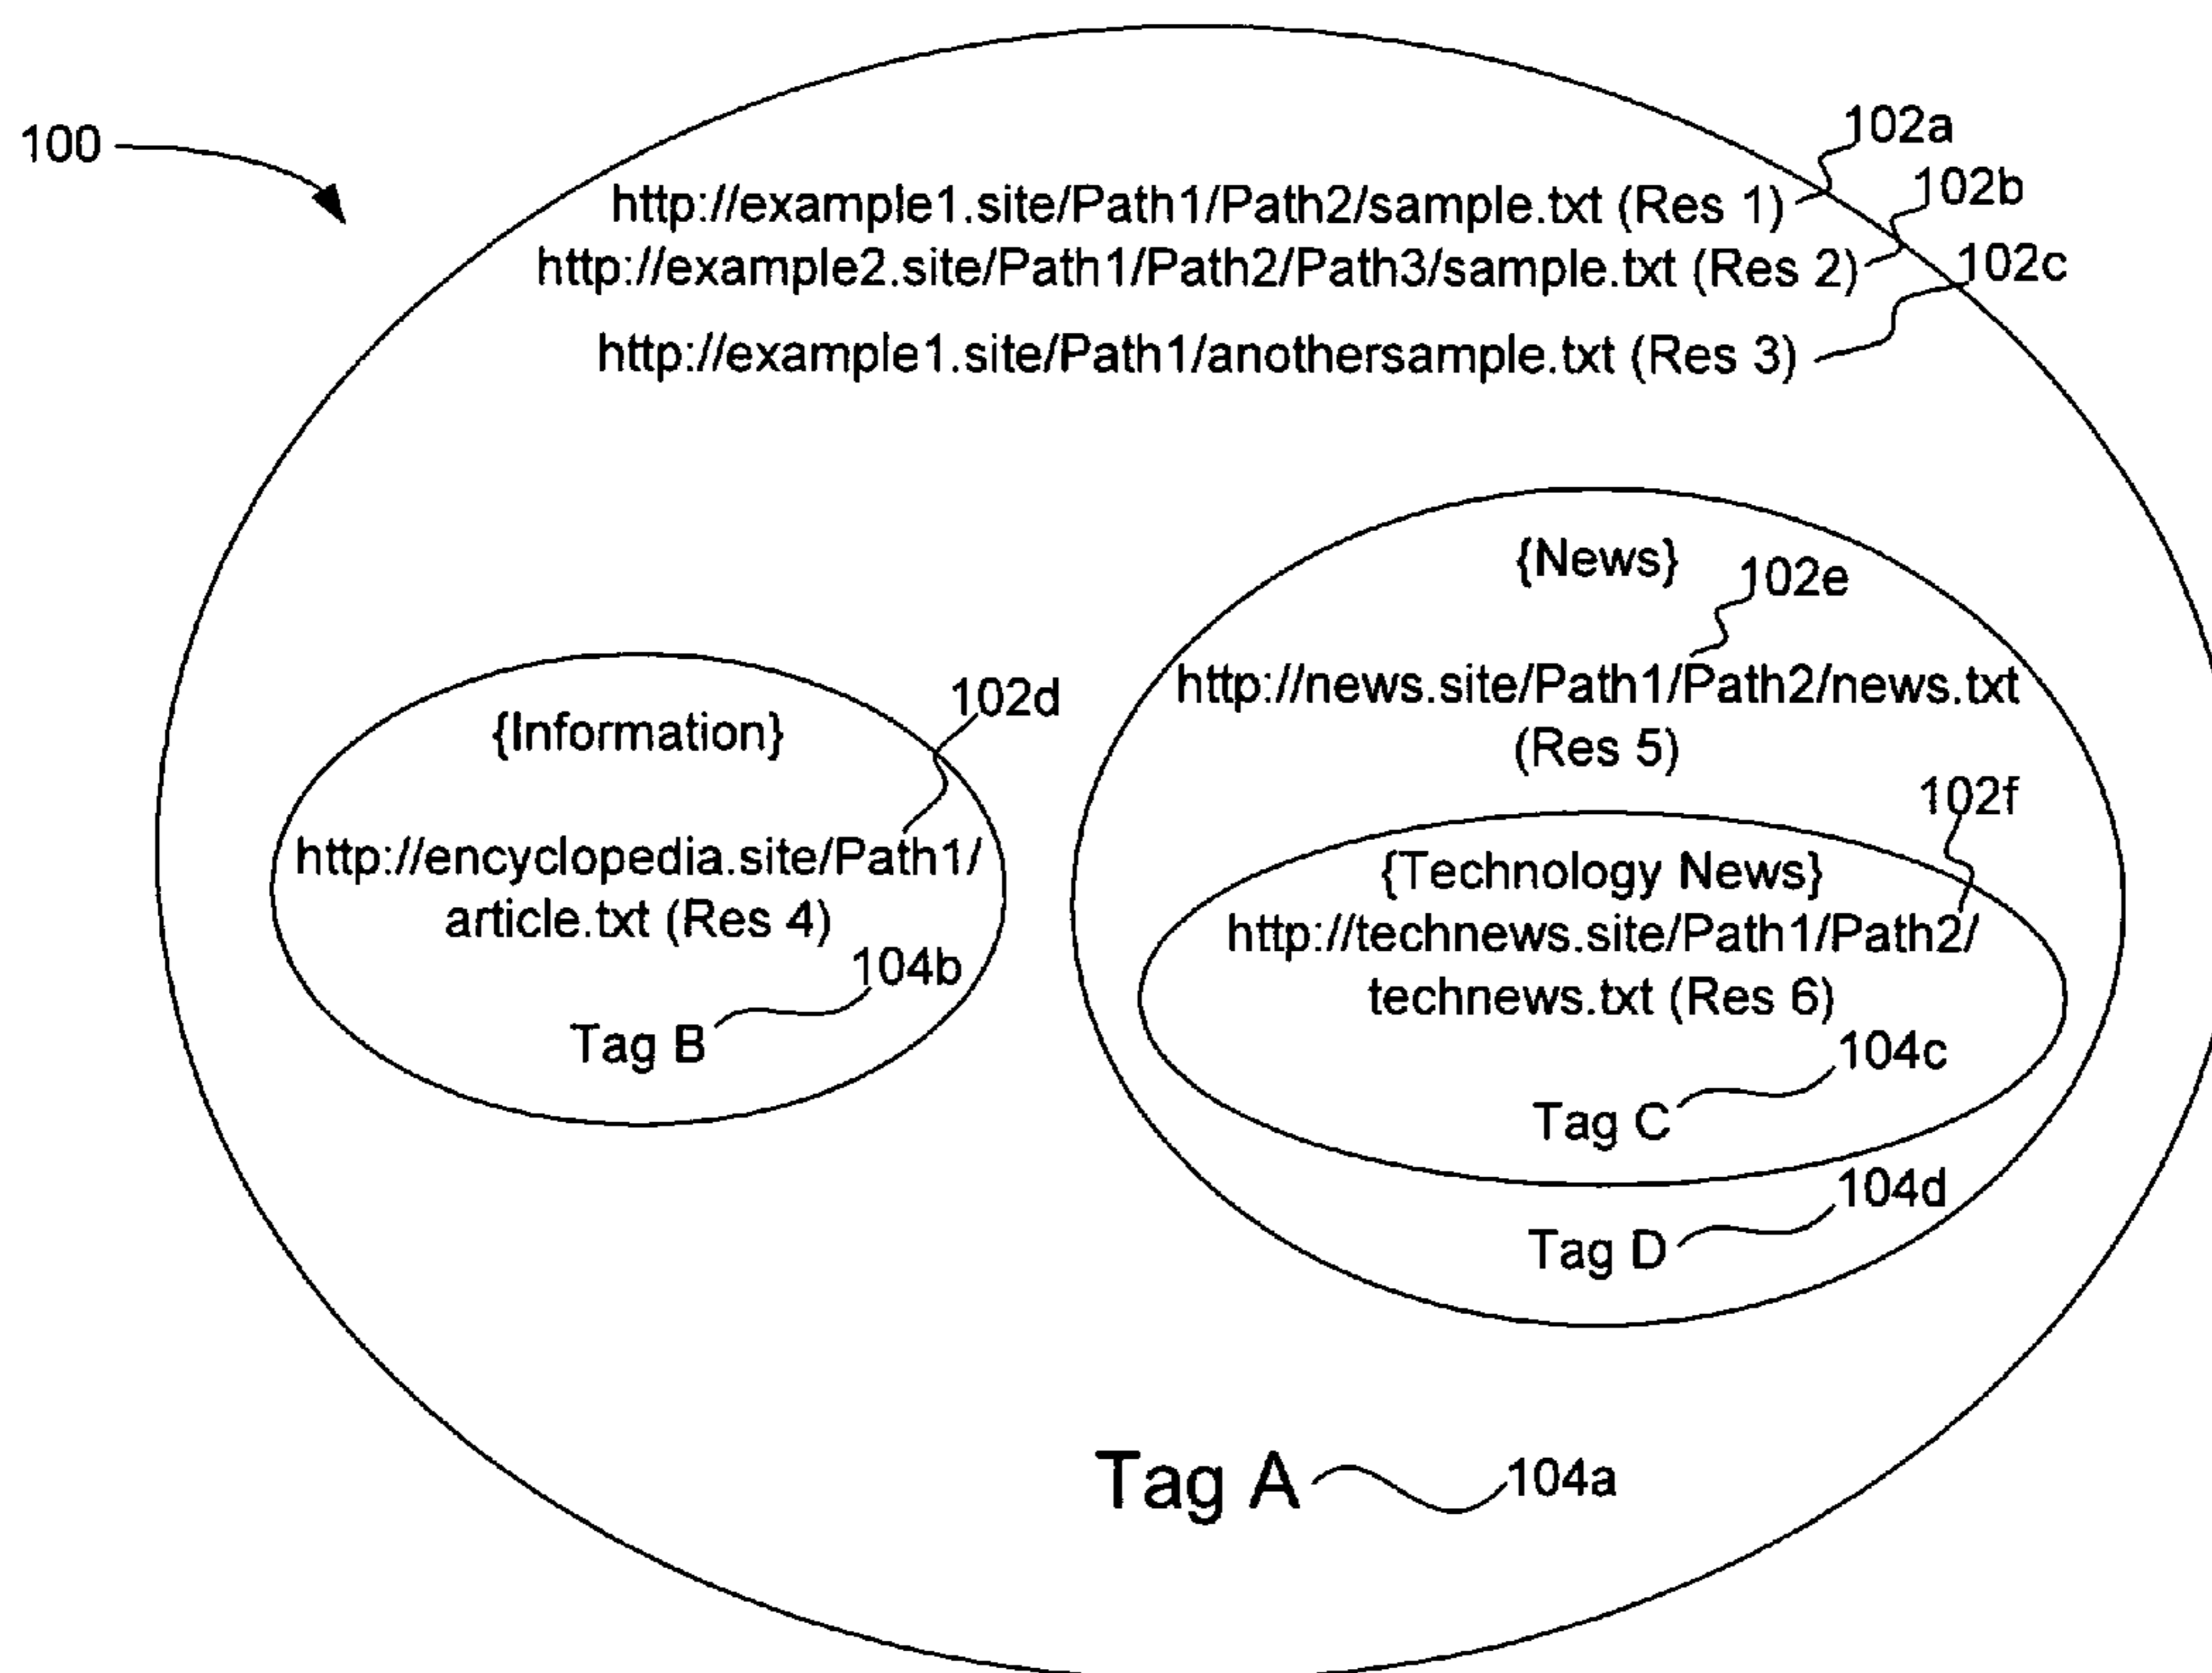 100
102a
http://example1.site/Path1/Path2/sample.txt (Res 1)
102b
http://example2.site/Path1/Path2/Path3/sample.txt (Res 2)
102c
http://example1.site/Path1/anothersample.txt (Res 3)
{News}
102e
http://news.site/Path1/Path2/news.txt
(Res 5)
102d
{Information}
http://encyclopedia.site/Path1/
article.txt (Res 4)
104b
Tag B
102f
{Technology News}
http://technews.site/Path1/Path2/
technews.txt (Res 6)
104c
Tag C
104d
Tag D
Tag A
104a